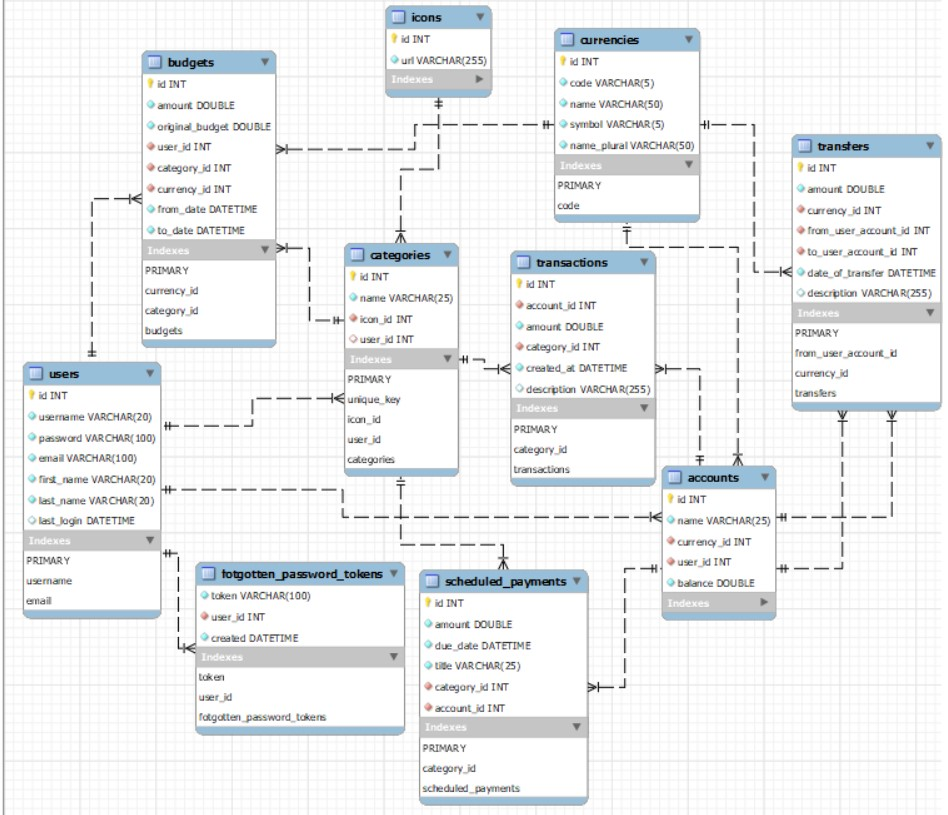 icons
id INT
url VARCHAR(255)
Indexes
currencies
id INT
code VARCHAR(5)
name VARCHAR(50)
symbol VARCHAR(5)
name_plural VARCHAR(50)
Indexes
PRIMARY
code
budgets
id INT
amount DOUBLE
original_budget DOUBLE
user_id INT
category_id INT
currency_id INT
from_date DATETIME
to_date DATETIME
Indexes
PRIMARY
currency_id
category_id
budgets
transfers
id INT
amount DOUBLE
currency_id INT
from_user_account_id INT
to_user_account_id INT
date_of_transfer DATETIME
description VARCHAR(255)
Indexes
PRIMARY
from_user_account_id
currency_id
transfers
categories
id INT
name VARCHAR(25)
icon_id INT
user_id INT
Indexes
PRIMARY
unique_key
icon_id
user_id
categories
transactions
id INT
account_id INT
amount DOUBLE
category_id INT
created_at DATETIME
description VARCHAR(255)
Indexes
PRIMARY
category_id
transactions
users
id INT
username VARCHAR(20)
password VARCHAR(100)
email VARCHAR(100)
first_name VARCHAR(20)
last_name VARCHAR(20)
last_login DATETIME
Indexes
PRIMARY
username
email
accounts
id INT
name VARCHAR(25)
currency_id INT
user_id INT
balance DOUBLE
Indexes
fotgotten_password_tokens
token VARCHAR(100)
user_id INT
created DATETIME
Indexes
token
user_id
fotgotten_password_tokens
scheduled_payments
id INT
amount DOUBLE
due_date DATETIME
title VARCHAR(25)
category_id INT
account_id INT
Indexes
PRIMARY
category_id
scheduled_payments